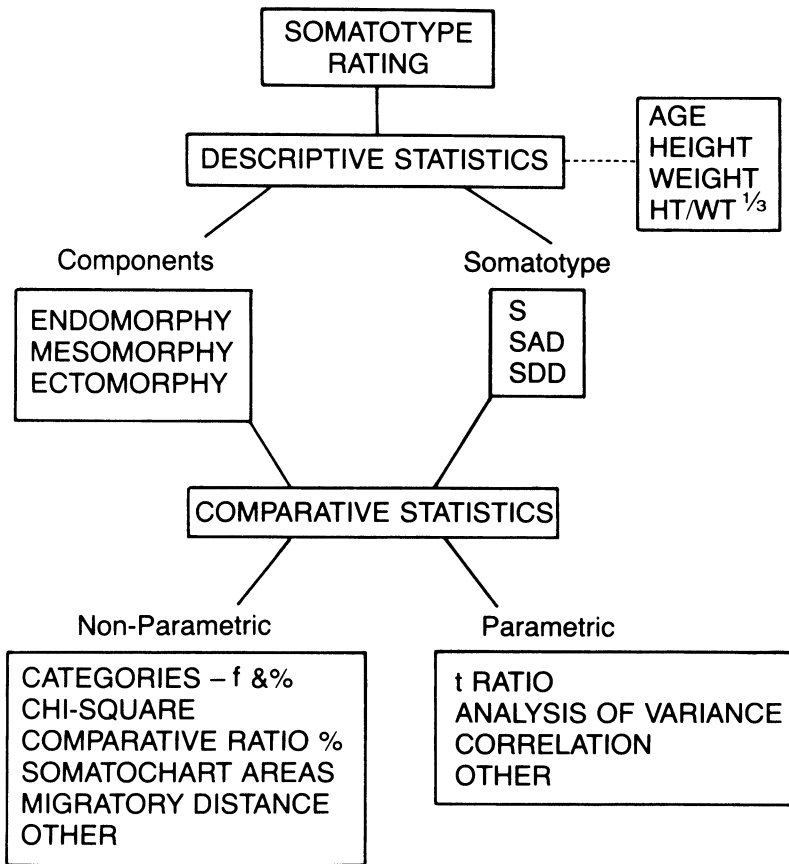 SOMATOTYPE
RATING
DESCRIPTIVE STATISTICS
AGE
HEIGHT
WEIGHT
HT/WT 1/3
Components
ENDOMORPHY
MESOMORPHY
ECTOMORPHY
Somatotype
S
SAD
SDD
COMPARATIVE STATISTICS
Non-Parametric
CATEGORIES – f &%
CHI-SQUARE
COMPARATIVE RATIO %
SOMATOCHART AREAS
MIGRATORY DISTANCE
OTHER
Parametric
t RATIO
ANALYSIS OF VARIANCE
CORRELATION
OTHER